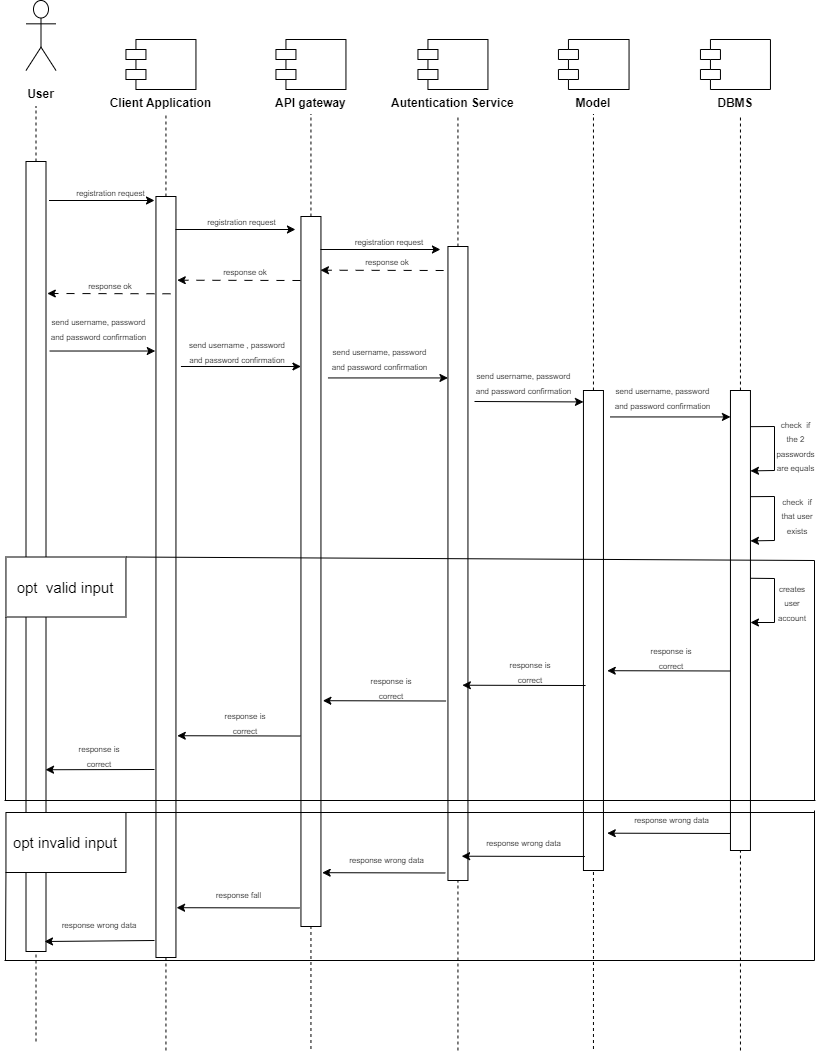 User
Client Application
API gateway
Autentication Service
Model
DBMS
registration request
registration request
registration request
response ok
response ok
response ok
send username, password
and password confirmation
send username , password
and password confirmation
send username, password
and password confirmation
send username, password
and password confirmation
send username, password
and password confirmation
check if
the 2
passwords
are equals
check if
that user
exists
opt valid input
creates
user
account
response is
correct
response is
correct
response is
correct
response is
correct
response is
correct
opt invalid input
response wrong data
response wrong data
response wrong data
response fall
response wrong data